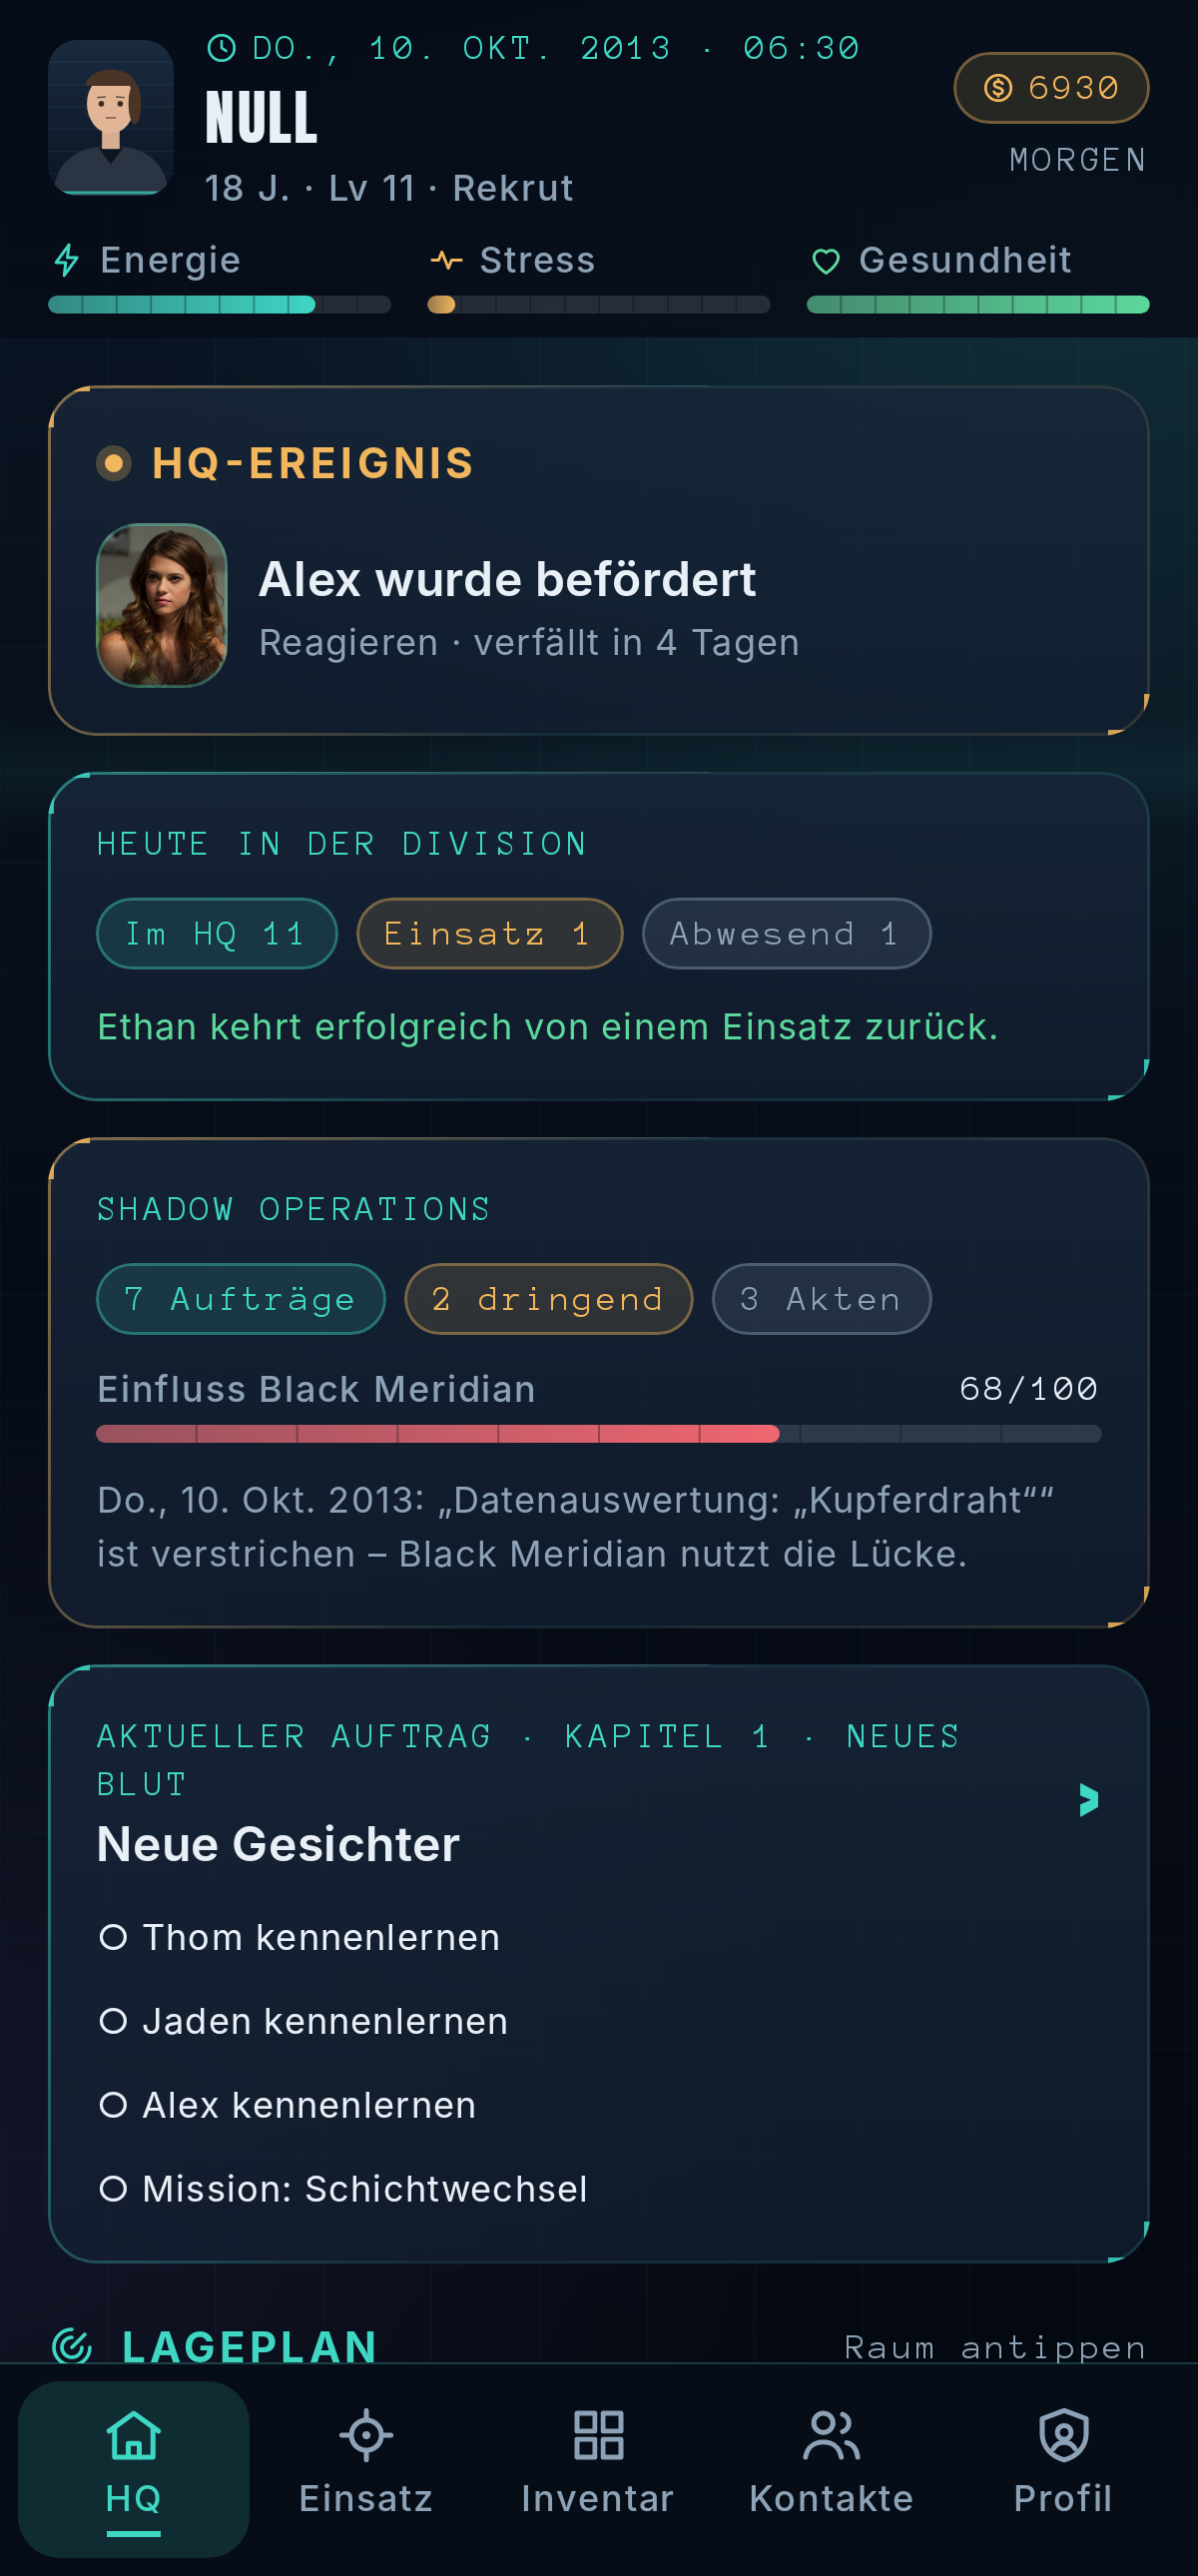 DO., 10. OKT. 2013 · 06:30
NULL
18 J. · Lv 11 · Rekrut
6930
MORGEN
Energie
Stress
Gesundheit
HQ-EREIGNIS
Alex wurde befördert
Reagieren · verfällt in 4 Tagen
HEUTE IN DER DIVISION
Im HQ 11
Einsatz 1
Abwesend 1
Ethan kehrt erfolgreich von einem Einsatz zurück.
SHADOW OPERATIONS
7 Aufträge
2 dringend
3 Akten
Einfluss Black Meridian
68/100
Do., 10. Okt. 2013: „Datenauswertung: „Kupferdraht““
ist verstrichen – Black Meridian nutzt die Lücke.
AKTUELLER AUFTRAG · KAPITEL 1 · NEUES
BLUT
Neue Gesichter
Thom kennenlernen
Jaden kennenlernen
Alex kennenlernen
Mission: Schichtwechsel
LAGEPLAN
Raum antippen
HQ
Einsatz
Inventar
Kontakte
Profil